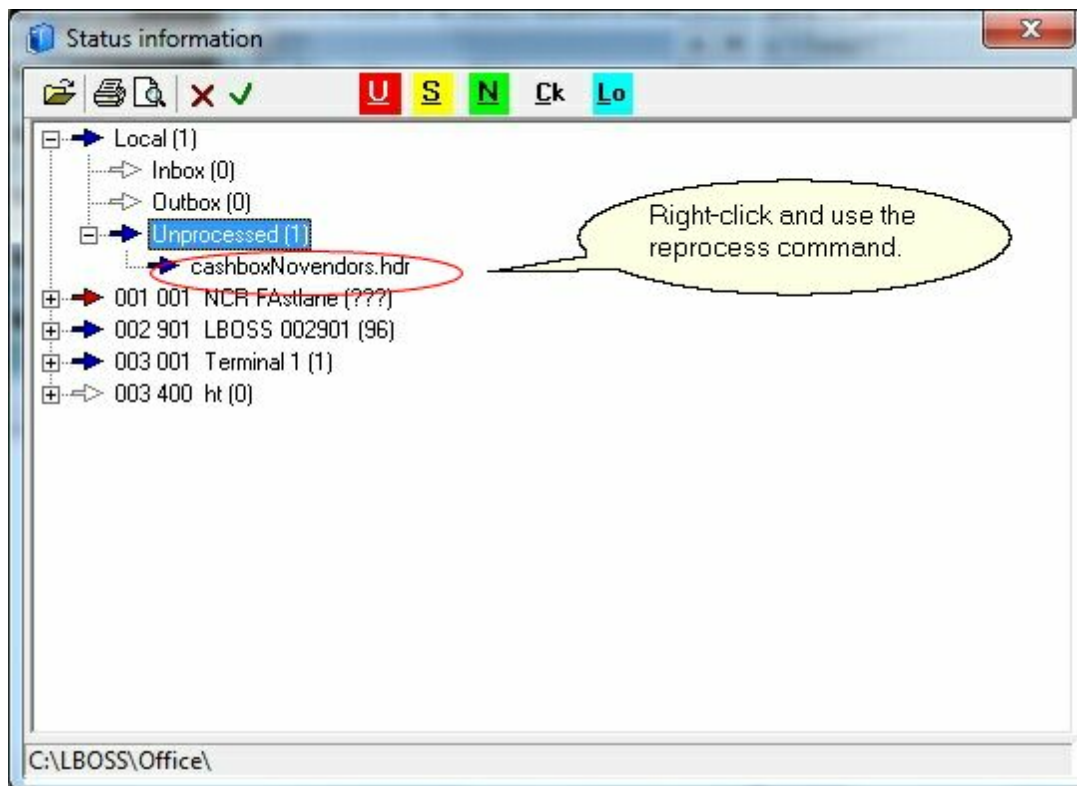 Status information
U S N Ck Lo
Local (1)
Inbox (0)
Outbox (0)
Unprocessed (1)
cashboxNovendors.hdr
001 001 NCR FAstlane (???)
002 901 LBOSS 002901 (96)
003 001 Terminal 1 (1)
003 400 ht (0)
Right-click and use the
reprocess command.
C:\LBOSS\Office\